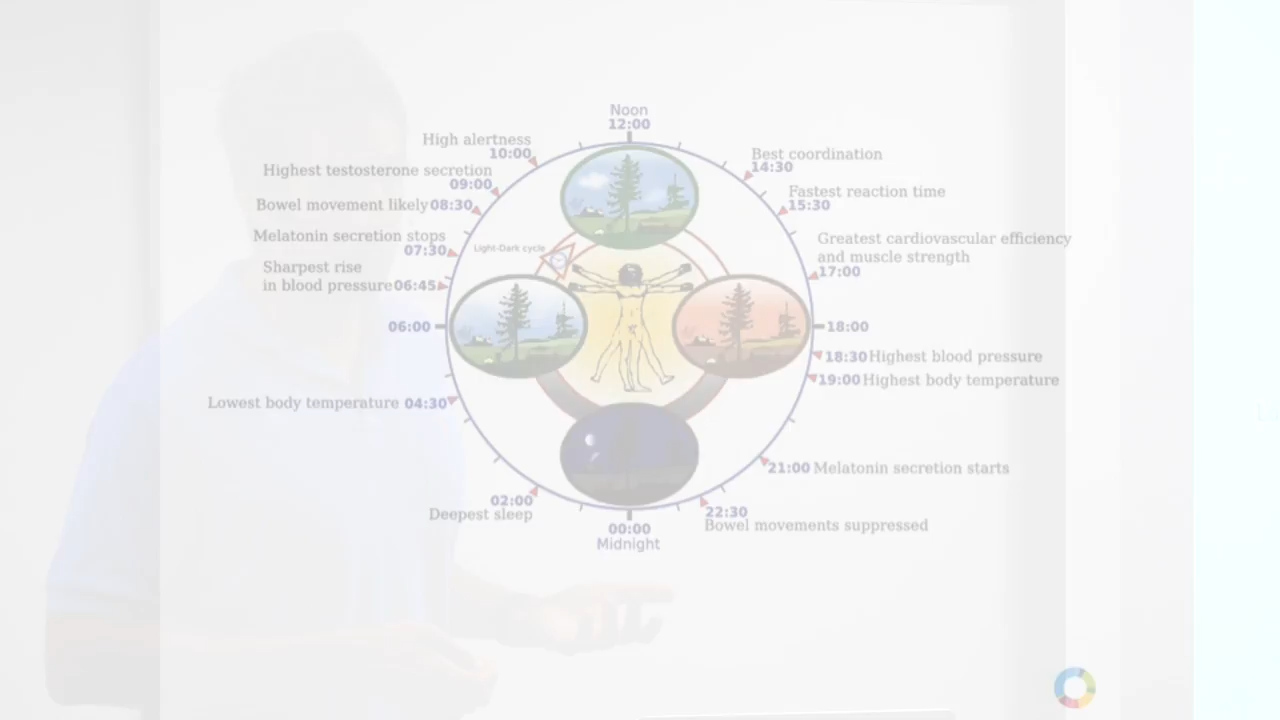 Noon
12:00
High alertness
10:00
Highest testosterone secretion
09:00
Bowel movement likely 08:30
Melatonin secretion stops
07:30
Sharpest rise
in blood pressure 06:45
06:00
Lowest body temperature 04:30
02:00
Deepest sleep
Light-Dark cycle
Best coordination
14:30
Fastest reaction time
15:30
Greatest cardiovascular efficiency
and muscle strength
17:00
18:00
18:30 Highest blood pressure
19:00 Highest body temperature
21:00 Melatonin secretion starts
22:30
Bowel movements suppressed
00:00
Midnight